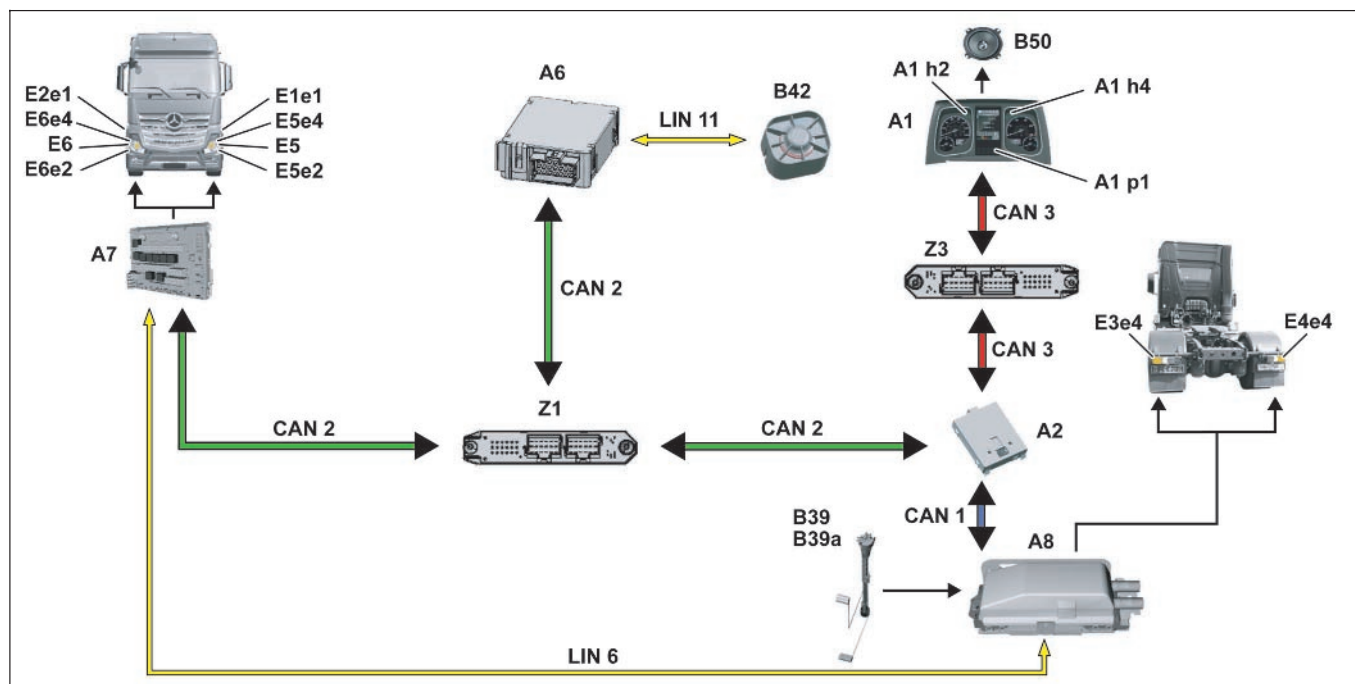 B50
A1 h2
A1 h4
A6
B42
A1
E2e1
E1e1
E6e4
E5e4
LIN 11
E6
E5
E6e2
E5e2
A1 p1
CAN 3
A7
Z3
CAN 2
E3e4
E4e4
CAN 3
Z1
CAN 2
CAN 2
A2
CAN 1
B39
B39a
A8
LIN 6